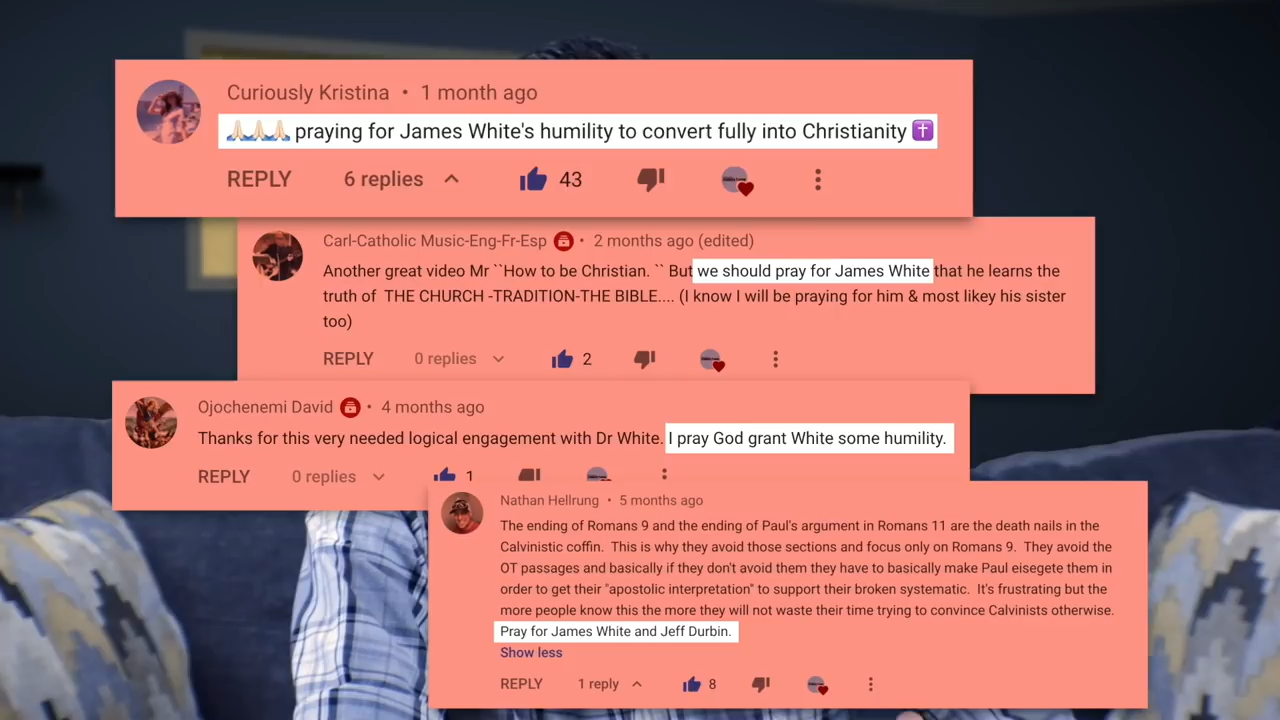 Curiously Kristina • 1 month ago
🙏🏻🙏🏻🙏🏻 praying for James White's humility to convert fully into Christianity ✝️
REPLY 6 replies 43
Carl-Catholic Music-Eng-Fr-Esp • 2 months ago (edited)
Another great video Mr ``How to be Christian. `` But we should pray for James White that he learns the
truth of THE CHURCH -TRADITION-THE BIBLE.... (I know I will be praying for him & most likey his sister
too)
REPLY 0 replies 2
Ojochenemi David • 4 months ago
Thanks for this very needed logical engagement with Dr White. I pray God grant White some humility.
REPLY 0 replies 1
Nathan Hellrung • 5 months ago
The ending of Romans 9 and the ending of Paul's argument in Romans 11 are the death nails in the
Calvinistic coffin. This is why they avoid those sections and focus only on Romans 9. They avoid the
OT passages and basically if they don't avoid them they have to basically make Paul eisegete them in
order to get their "apostolic interpretation" to support their broken systematic. It's frustrating but the
more people know this the more they will not waste their time trying to convince Calvinists otherwise.
Pray for James White and Jeff Durbin.
Show less
REPLY 1 reply 8